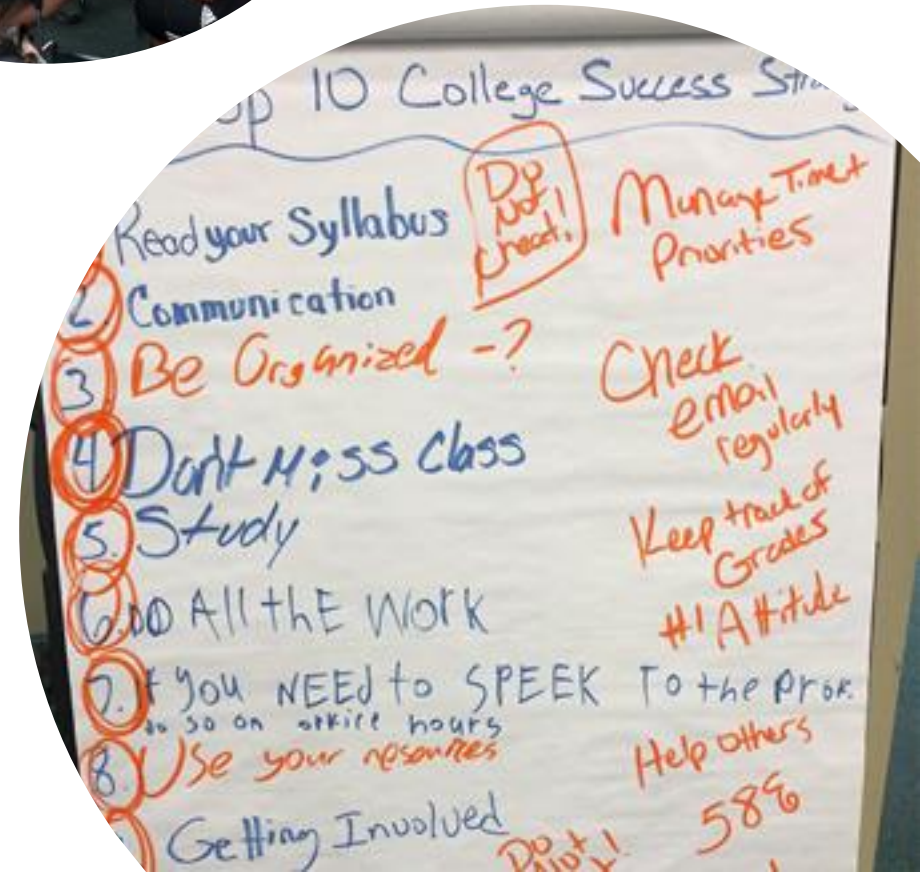 10 College Success
Read your Syllabus
Do
Not!
Cheat!
Manage Time +
Priorities
2. Communication
3 Be Organized -?
Check
email
regularly
4 Don't Miss Class
5. Study
Keep track of
Grades
6. DO All thE Work
#1 Attitude
7. If you NEEd to SPEEK To the Prof.
do so on office hours
8. Use your resources
Help others
Getting Involved
588
Do
Not!